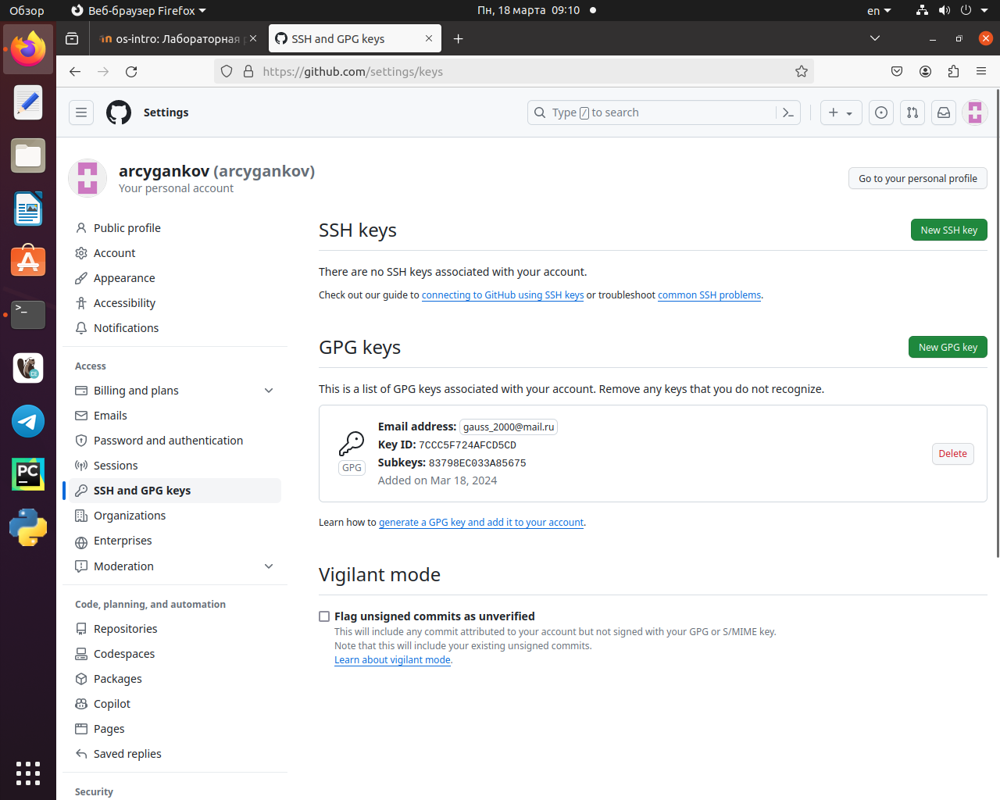 Обзор
Веб-браузер Firefox
Пн, 18 марта 09:10
en
os-intro: Лабораторная
SSH and GPG keys
https://github.com/settings/keys
Settings
Type / to search
arcygankov (arcygankov)
Your personal account
Go to your personal profile
Public profile
Account
Appearance
Accessibility
Notifications
Access
Billing and plans
Emails
Password and authentication
Sessions
SSH and GPG keys
Organizations
Enterprises
Moderation
Code, planning, and automation
Repositories
Codespaces
Packages
Copilot
Pages
Saved replies
Security
SSH keys
New SSH key
There are no SSH keys associated with your account.
Check out our guide to connecting to GitHub using SSH keys or troubleshoot common SSH problems.
GPG keys
New GPG key
This is a list of GPG keys associated with your account. Remove any keys that you do not recognize.
GPG
Email address: gauss_2000@mail.ru
Key ID: 7CCC5F724AFCD5CD
Subkeys: 83798EC033A85675
Added on Mar 18, 2024
Delete
Learn how to generate a GPG key and add it to your account.
Vigilant mode
Flag unsigned commits as unverified
This will include any commit attributed to your account but not signed with your GPG or S/MIME key.
Note that this will include your existing unsigned commits.
Learn about vigilant mode.